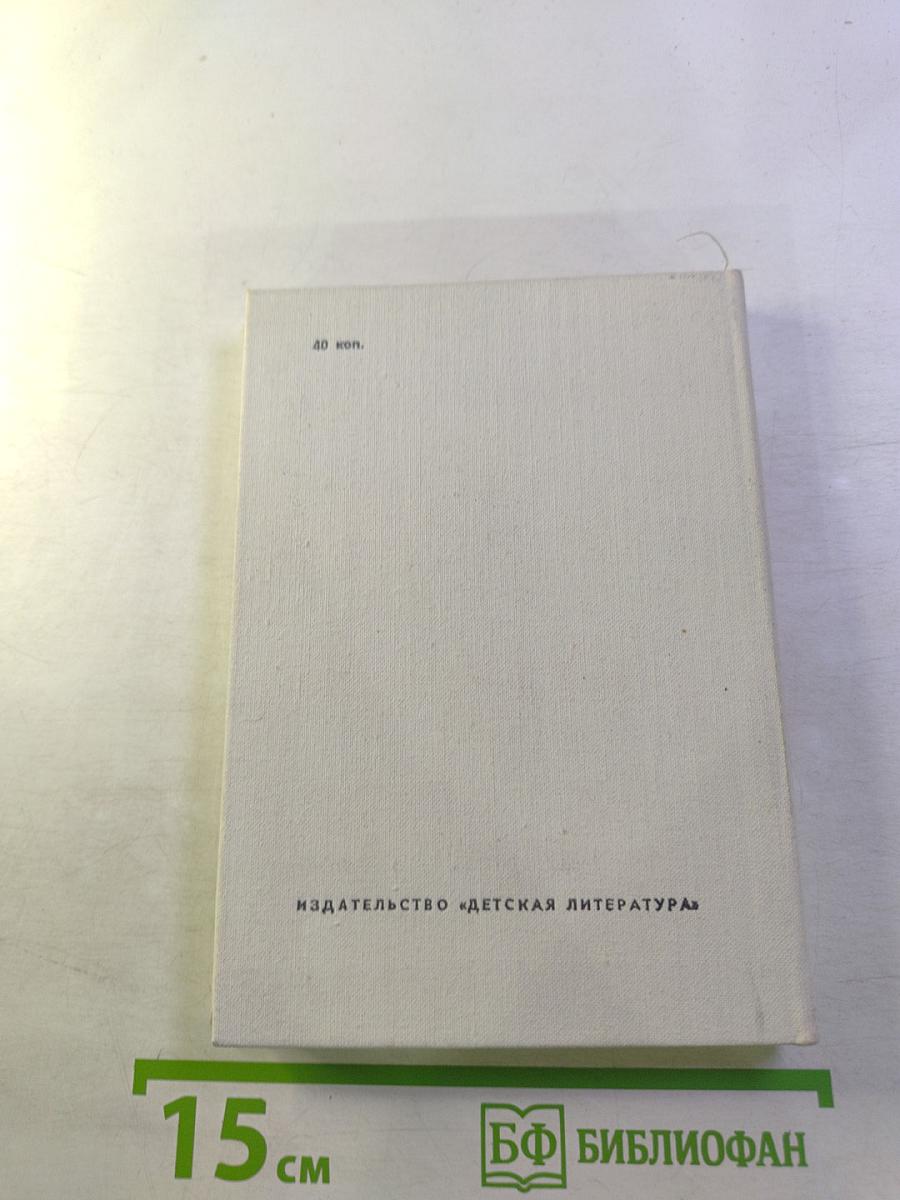 40 коп.
ИЗДАТЕЛЬСТВО «ДЕТСКАЯ ЛИТЕРАТУРА»
15 см
БФ БИБЛИОФАН